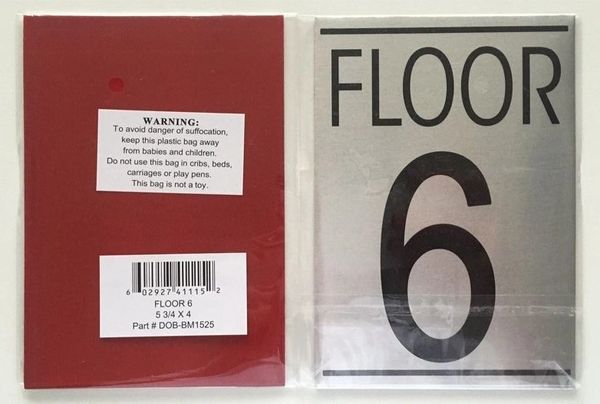 WARNING:
To avoid danger of suffocation,
keep this plastic bag away
from babies and children.
Do not use this bag in cribs, beds,
carriages or play pens.
This bag is not a toy.
6 02927 41115 2
FLOOR 6
5 3/4 X 4
Part # DOB-BM1525
FLOOR
6